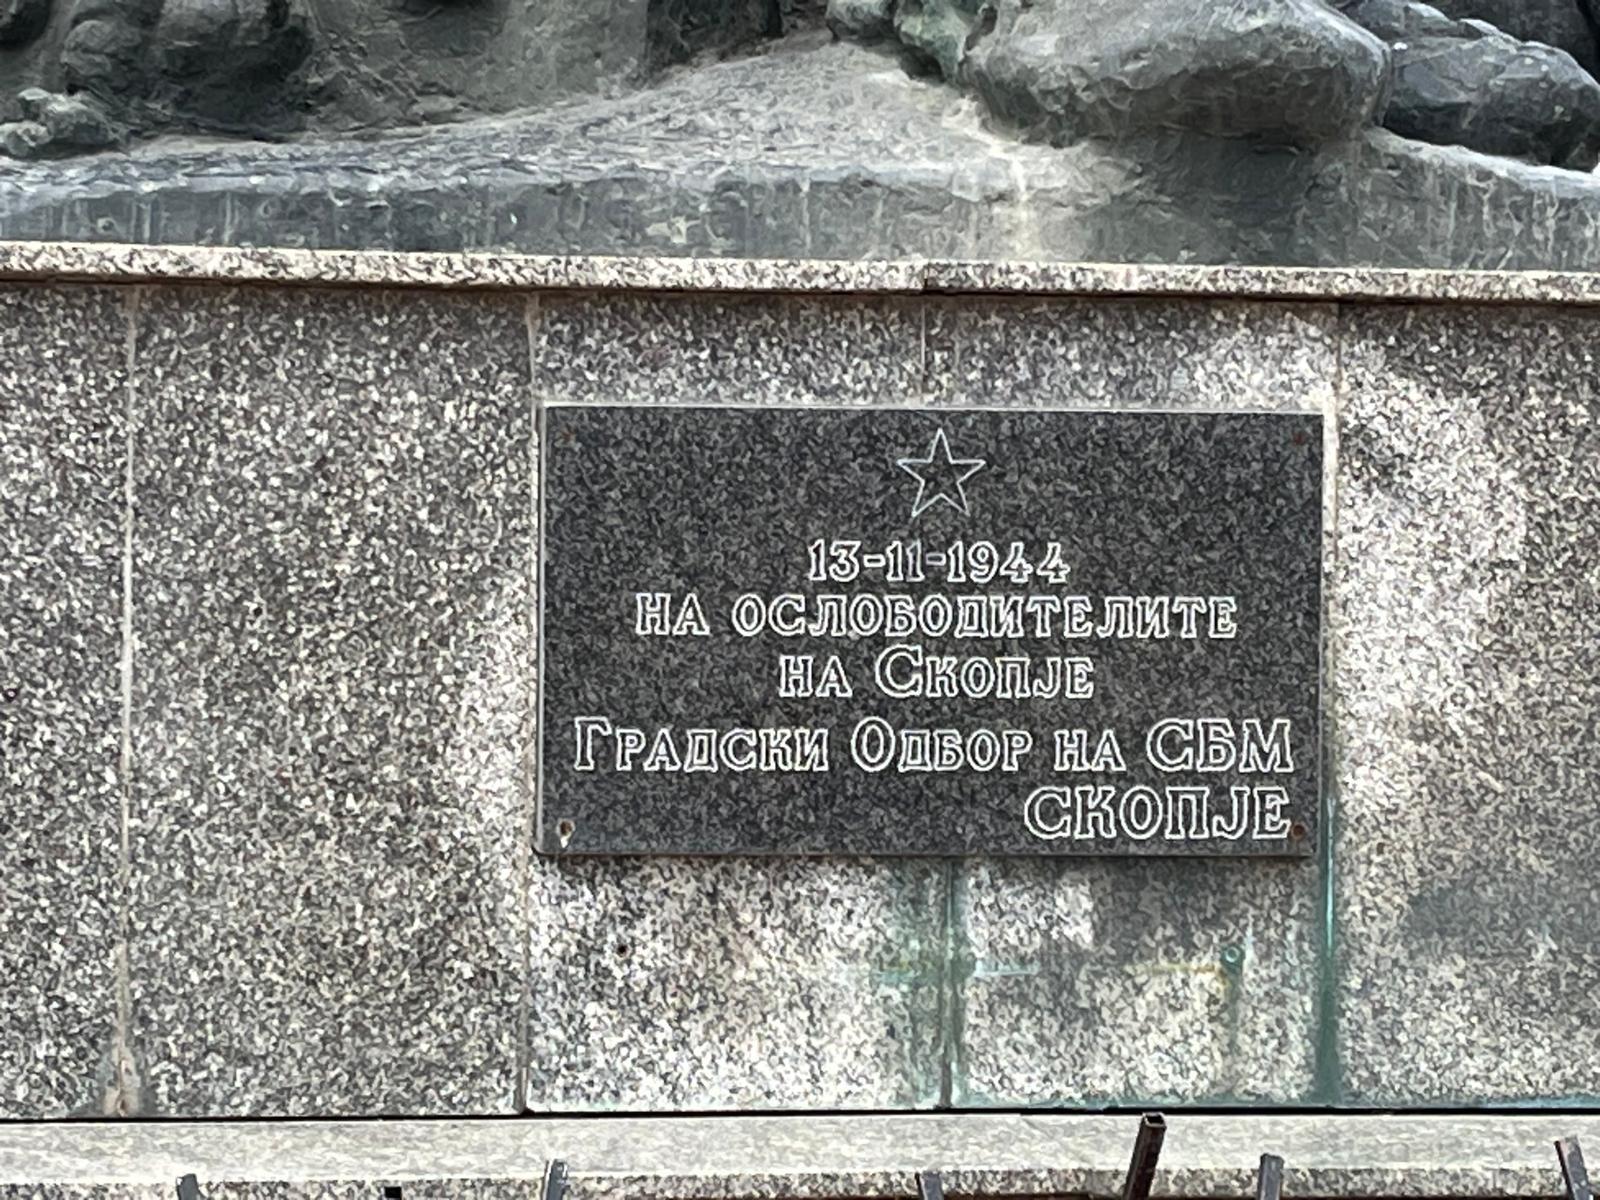 13-11-1944
НА ОСЛОБОДИТЕЛИТЕ
НА СКОПЈЕ
ГРАДСКИ ОДБОР НА СБМ
СКОПЈЕ